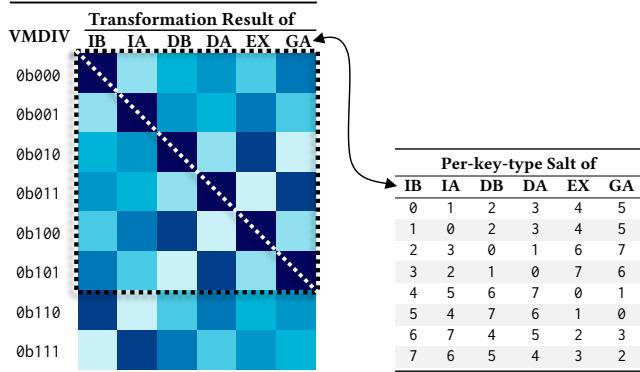 Transformation Result of
VMDIV
IB IA DB DA EX GA
0b000
0b001
0b010
0b011
0b100
0b101
0b110
0b111
Per-key-type Salt of
IB IA DB DA EX GA
0 1 2 3 4 5
1 0 2 3 4 5
2 3 0 1 6 7
3 2 1 0 7 6
4 5 6 7 0 1
5 4 7 6 1 0
6 7 4 5 2 3
7 6 5 4 3 2